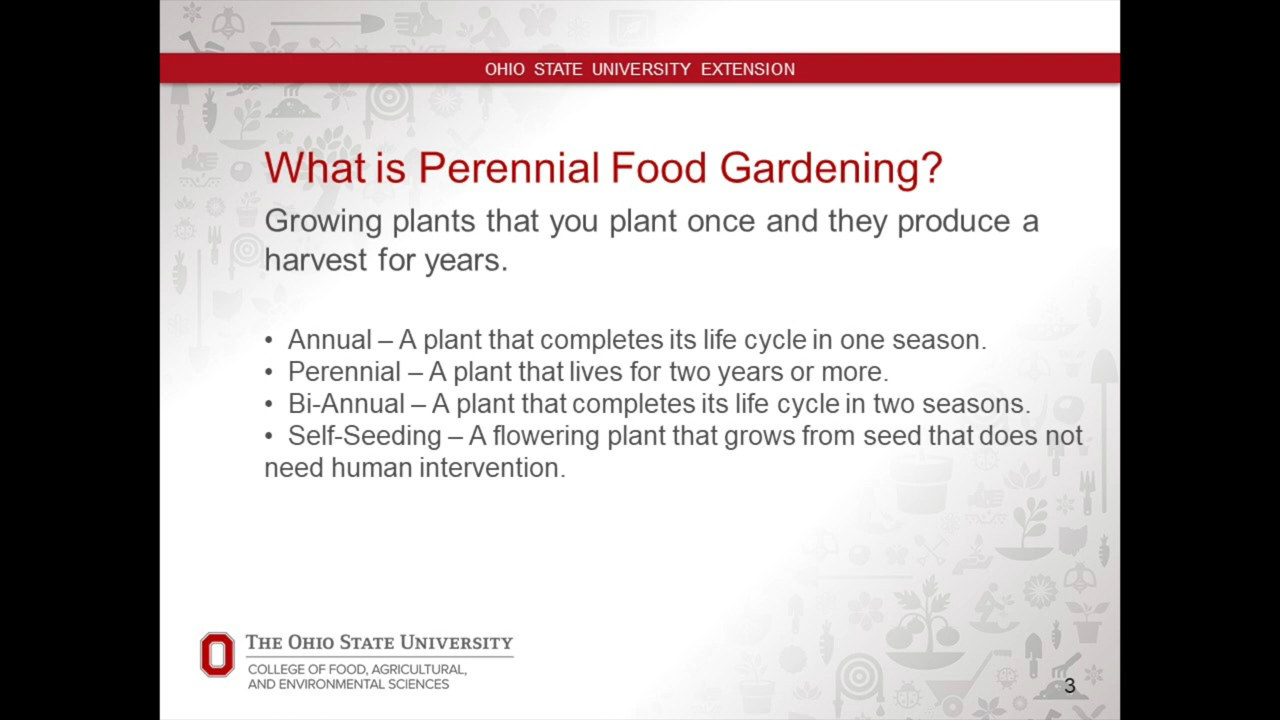 OHIO STATE UNIVERSITY EXTENSION
What is Perennial Food Gardening?
Growing plants that you plant once and they produce a
harvest for years.
• Annual – A plant that completes its life cycle in one season.
• Perennial – A plant that lives for two years or more.
• Bi-Annual – A plant that completes its life cycle in two seasons.
• Self-Seeding – A flowering plant that grows from seed that does not
need human intervention.
THE OHIO STATE UNIVERSITY
COLLEGE OF FOOD, AGRICULTURAL,
AND ENVIRONMENTAL SCIENCES
3